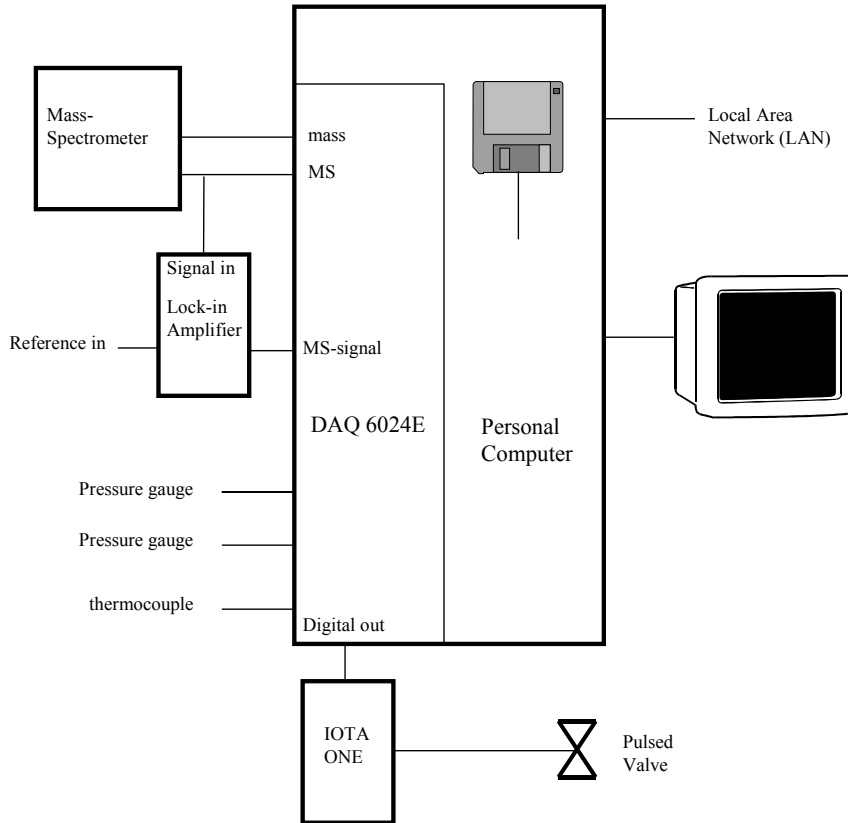 Mass-
Spectrometer
mass
MS
Local Area
Network (LAN)
Signal in
Lock-in
Amplifier
Reference in
MS-signal
DAQ 6024E
Personal
Computer
Pressure gauge
Pressure gauge
thermocouple
Digital out
IOTA
ONE
Pulsed
Valve